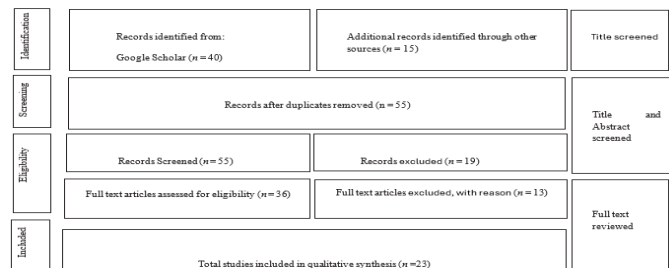 Identification
Records identified from:
Google Scholar (n = 40)
Additional records identified through other
sources (n = 15)
Title screened
Screening
Records after duplicates removed (n = 55)
Title and
Abstract
screened
Eligibility
Records Screened (n = 55)
Records excluded (n = 19)
Full text articles assessed for eligibility (n = 36)
Full text articles excluded, with reason (n = 13)
Full text
reviewed
Included
Total studies included in qualitative synthesis (n =23)